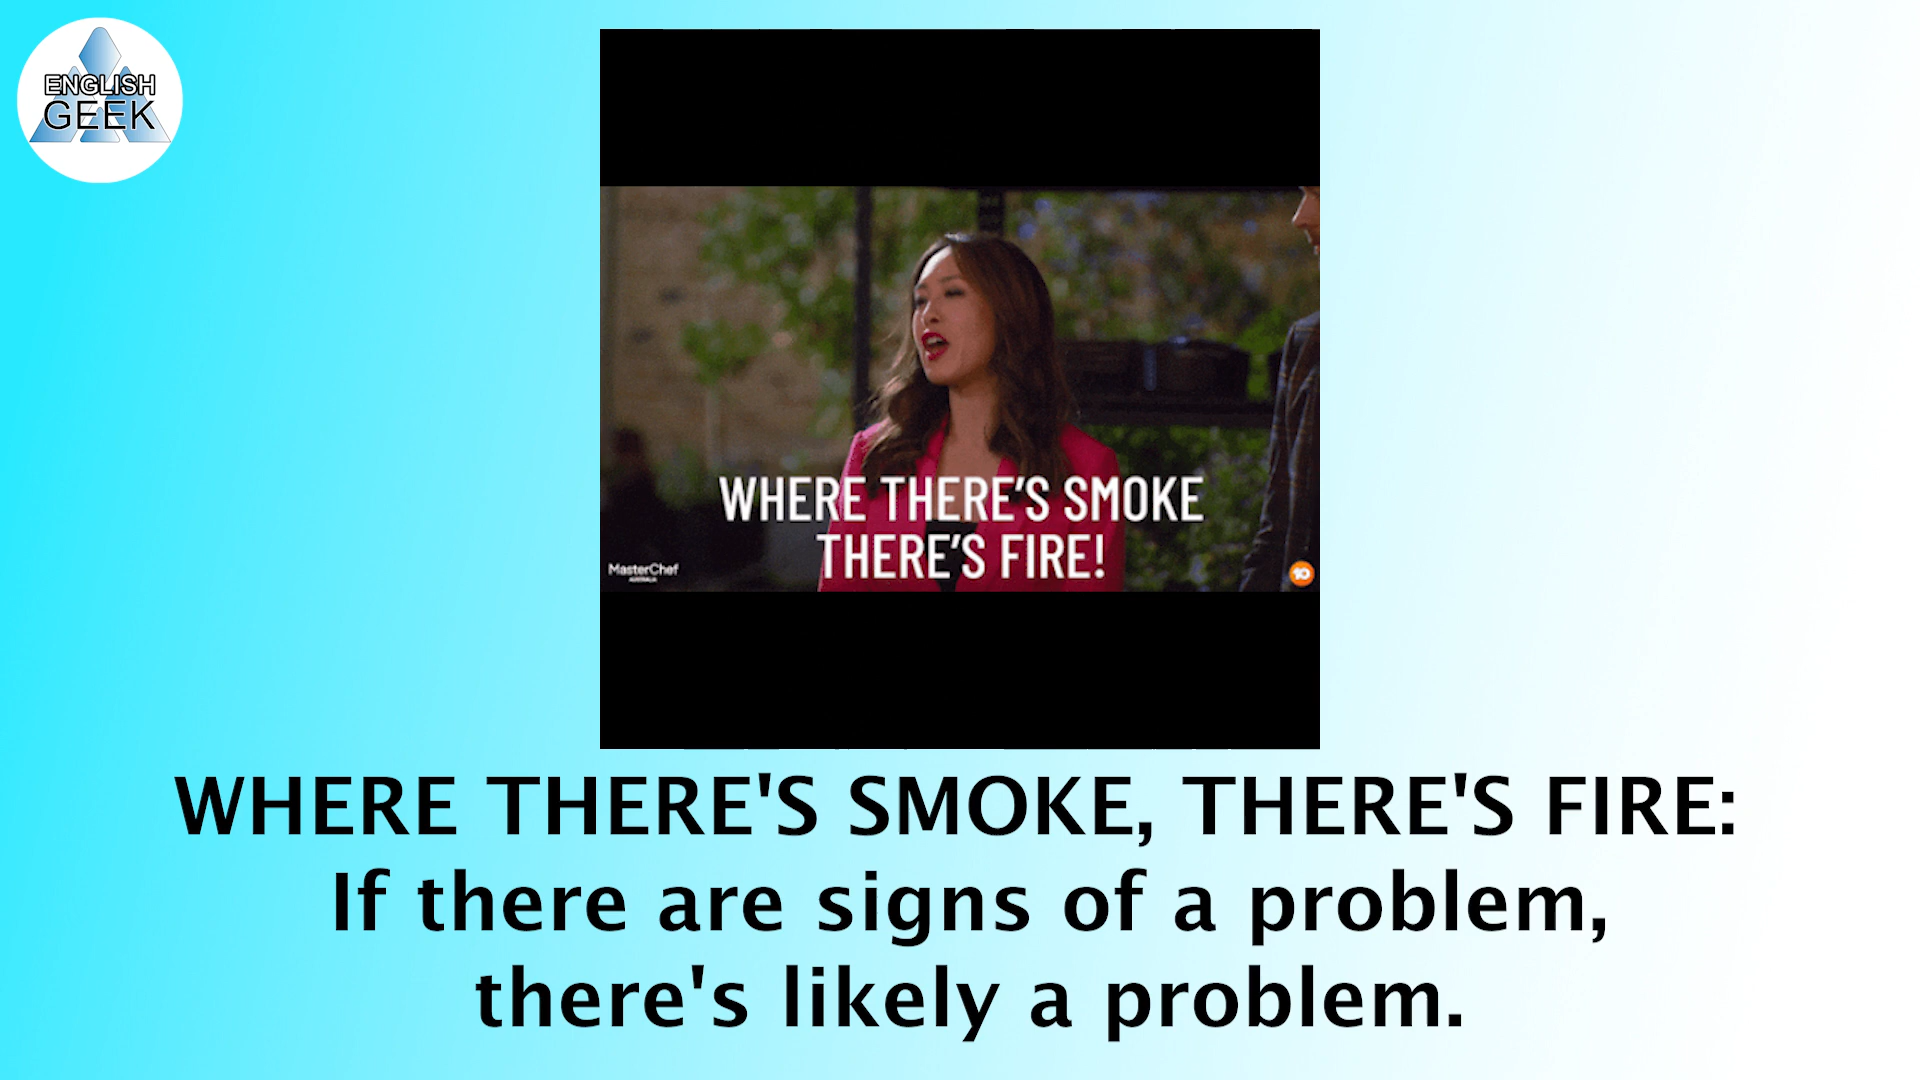 ENGLISH
GEEK
WHERE THERE'S SMOKE
THERE'S FIRE!
MasterChef
AUSTRALIA
10
WHERE THERE'S SMOKE, THERE'S FIRE:
If there are signs of a problem,
there's likely a problem.